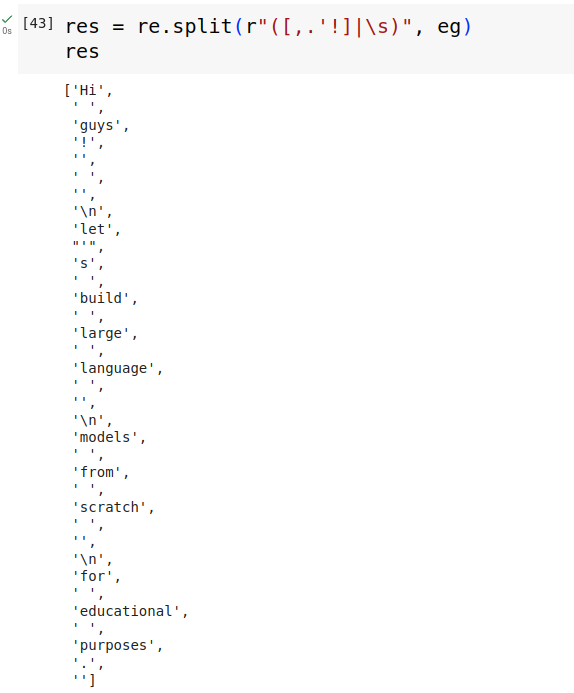 [43] res = re.split(r"([,.'!]|\s)", eg)
res
0s
['Hi',
' ',
'guys',
'!',
'',
' ',
'',
'\n',
'let',
"'",
's',
' ',
'build',
' ',
'large',
' ',
'language',
' ',
'',
'\n',
'models',
' ',
'from',
' ',
'scratch',
' ',
'',
'\n',
'for',
' ',
'educational',
' ',
'purposes',
'.',
'']